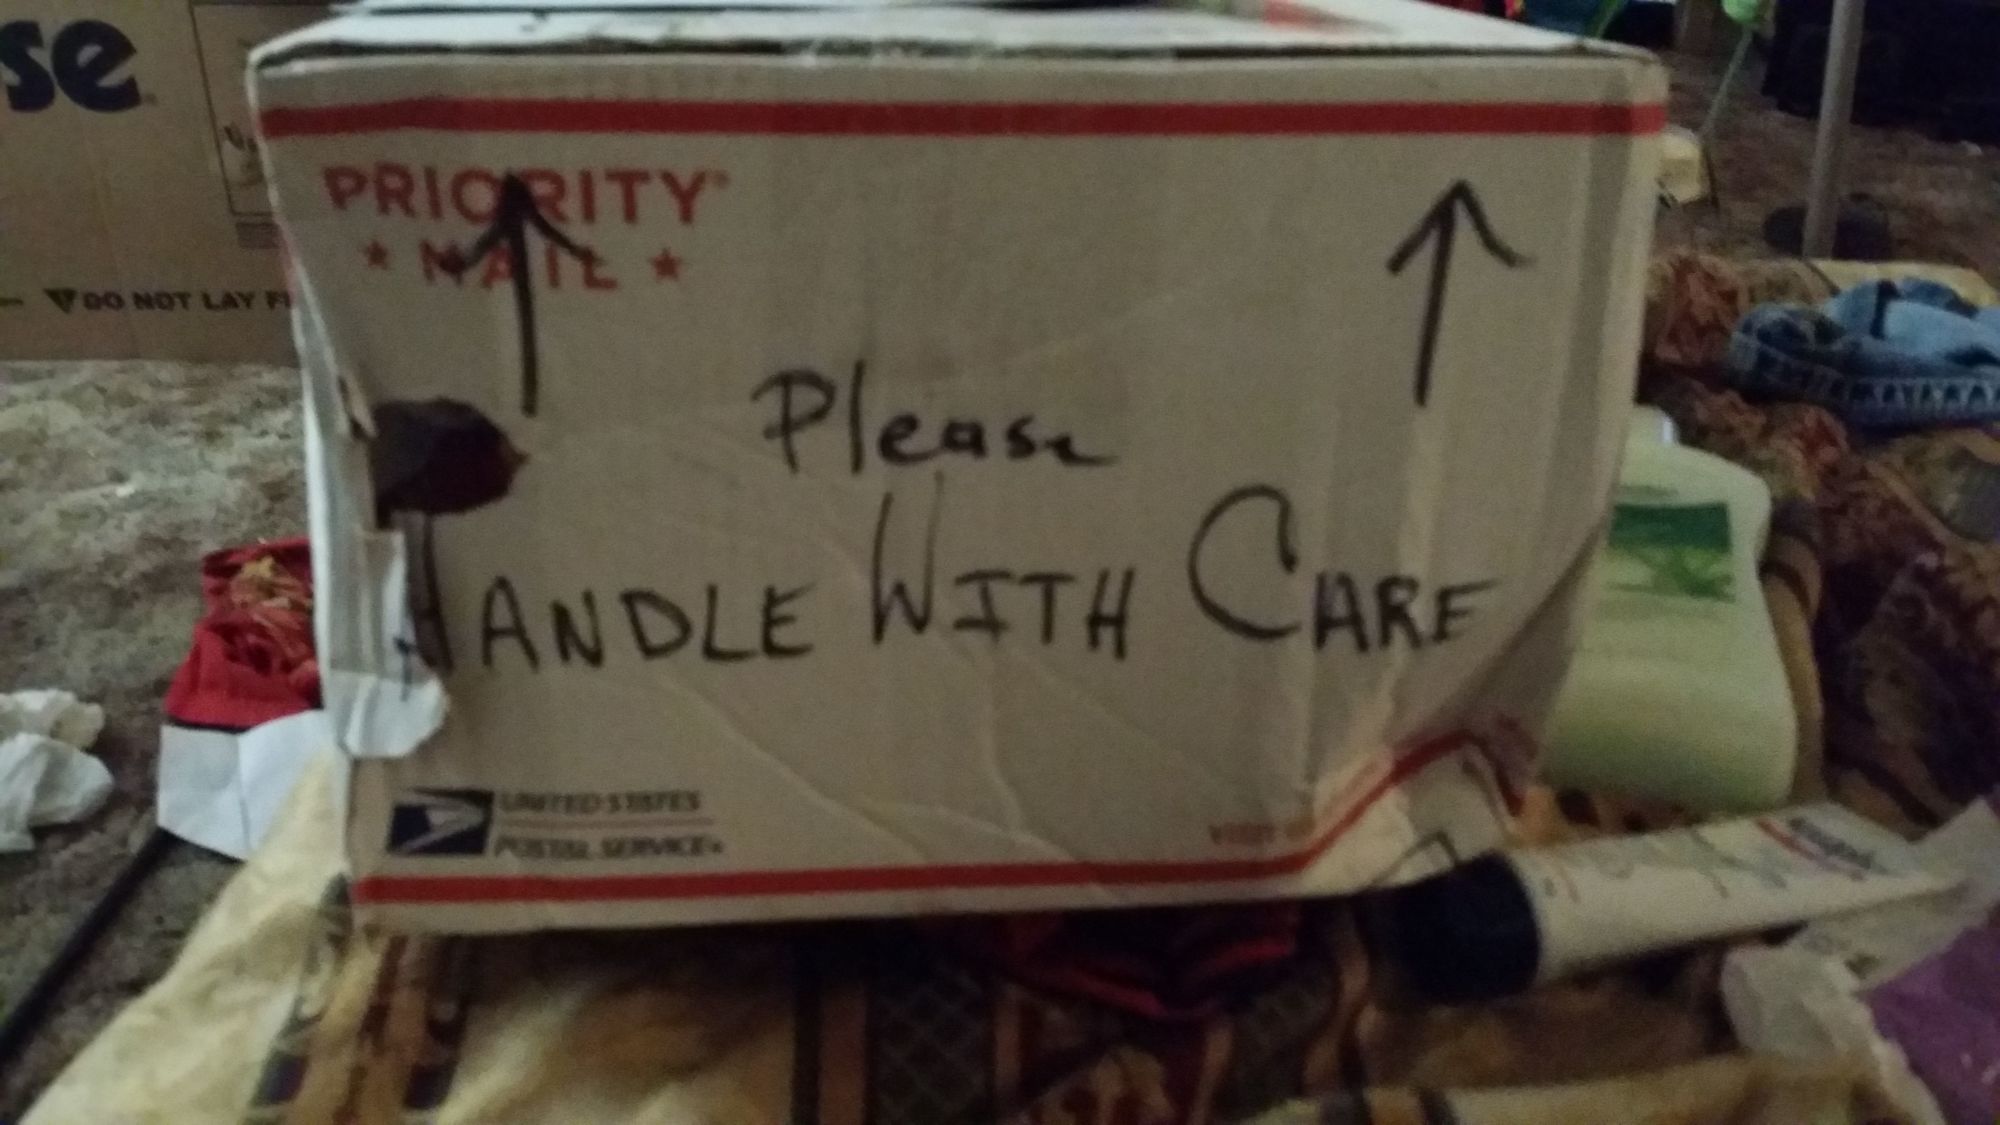 se
DO NOT LAY
PRIORITY
★ MAIL ★
Please
HANDLE WITH CARE
UNITED STATES
POSTAL SERVICE